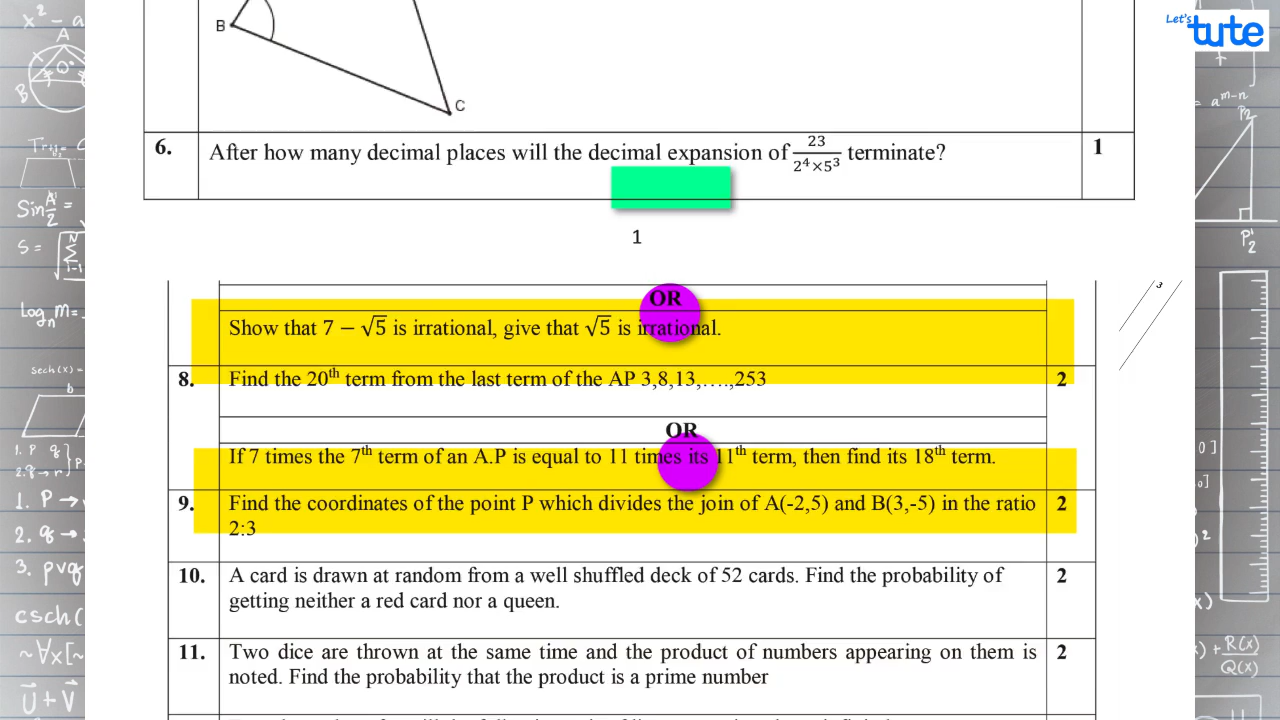 Let's
tute
B
C
6. After how many decimal places will the decimal expansion of 23/(2⁴×5³) terminate? 1
1
OR
Show that 7 − √5 is irrational, give that √5 is irrational.
8. Find the 20th term from the last term of the AP 3,8,13,….,253 2
OR
If 7 times the 7th term of an A.P is equal to 11 times its 11th term, then find its 18th term.
9. Find the coordinates of the point P which divides the join of A(-2,5) and B(3,-5) in the ratio 2
2:3
10. A card is drawn at random from a well shuffled deck of 52 cards. Find the probability of 2
getting neither a red card nor a queen.
11. Two dice are thrown at the same time and the product of numbers appearing on them is 2
noted. Find the probability that the product is a prime number